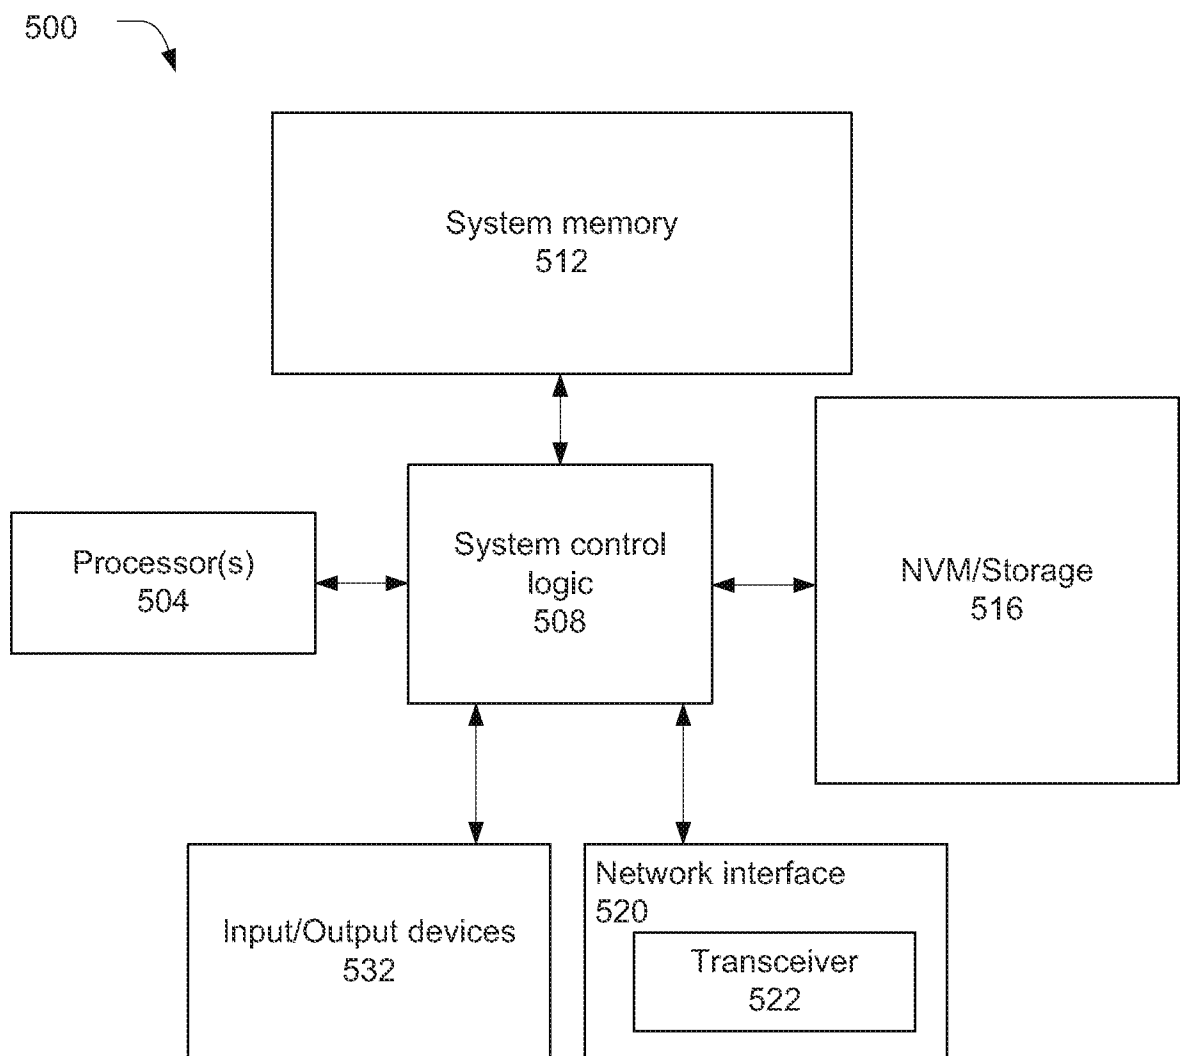 500
System memory
512
System control
logic
508
Processor(s)
504
NVM/Storage
516
Input/Output devices
532
Network interface
520
Transceiver
522